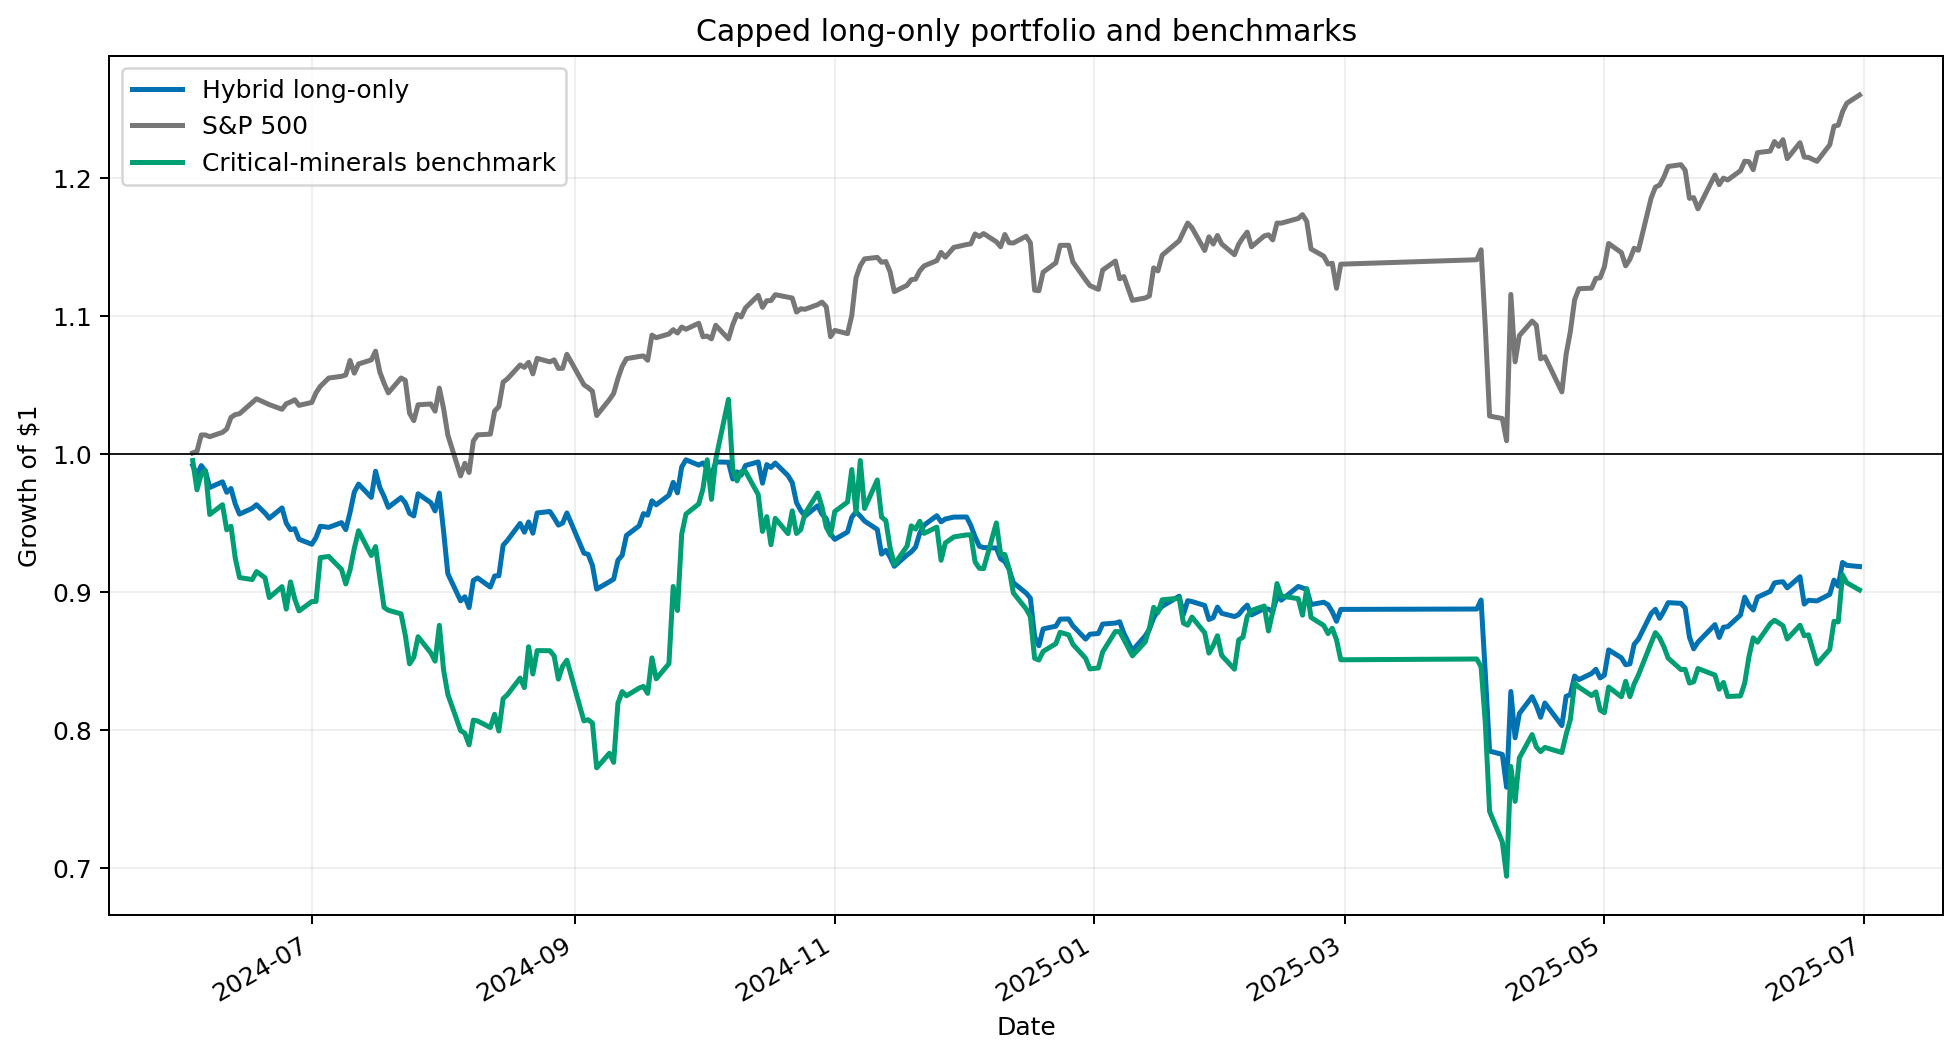 Capped long-only portfolio and benchmarks
Hybrid long-only
S&P 500
Critical-minerals benchmark
Growth of $1
1.2
1.1
1.0
0.9
0.8
0.7
2024-07
2024-09
2024-11
2025-01
2025-03
2025-05
2025-07
Date